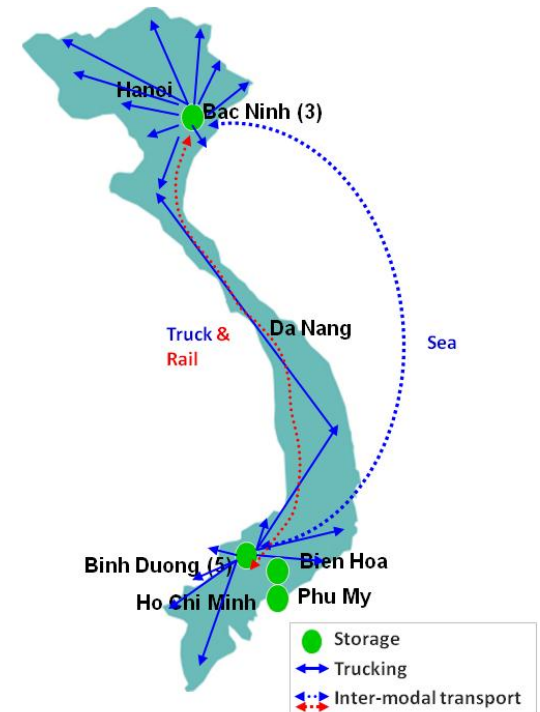 Hanoi
Bac Ninh (3)
Da Nang
Truck &
Rail
Sea
Binh Duong (5)
Bien Hoa
Ho Chi Minh
Phu My
Storage
Trucking
Inter-modal transport